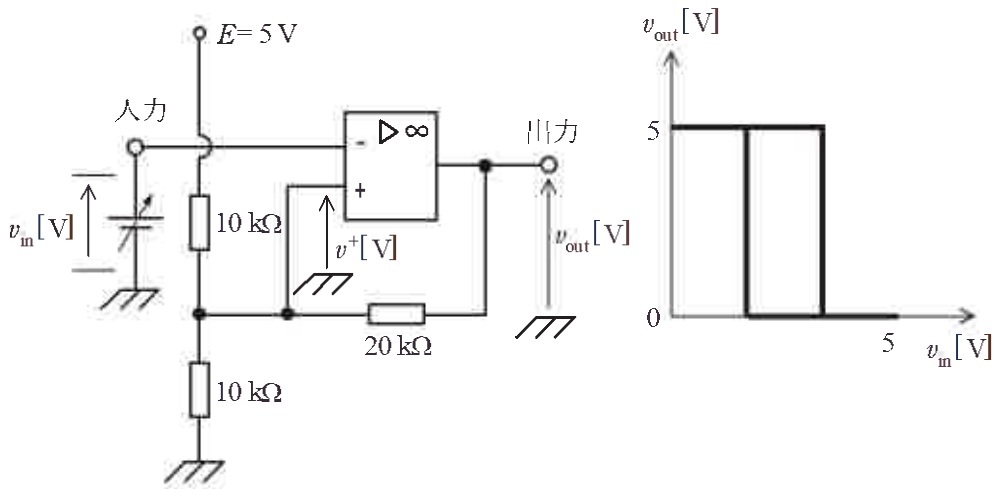 E = 5 V
入力
v_in [V]
10 kΩ
▷ ∞
-
+
v⁺ [V]
出力
v_out [V]
20 kΩ
10 kΩ
v_out [V]
5
0
5
v_in [V]